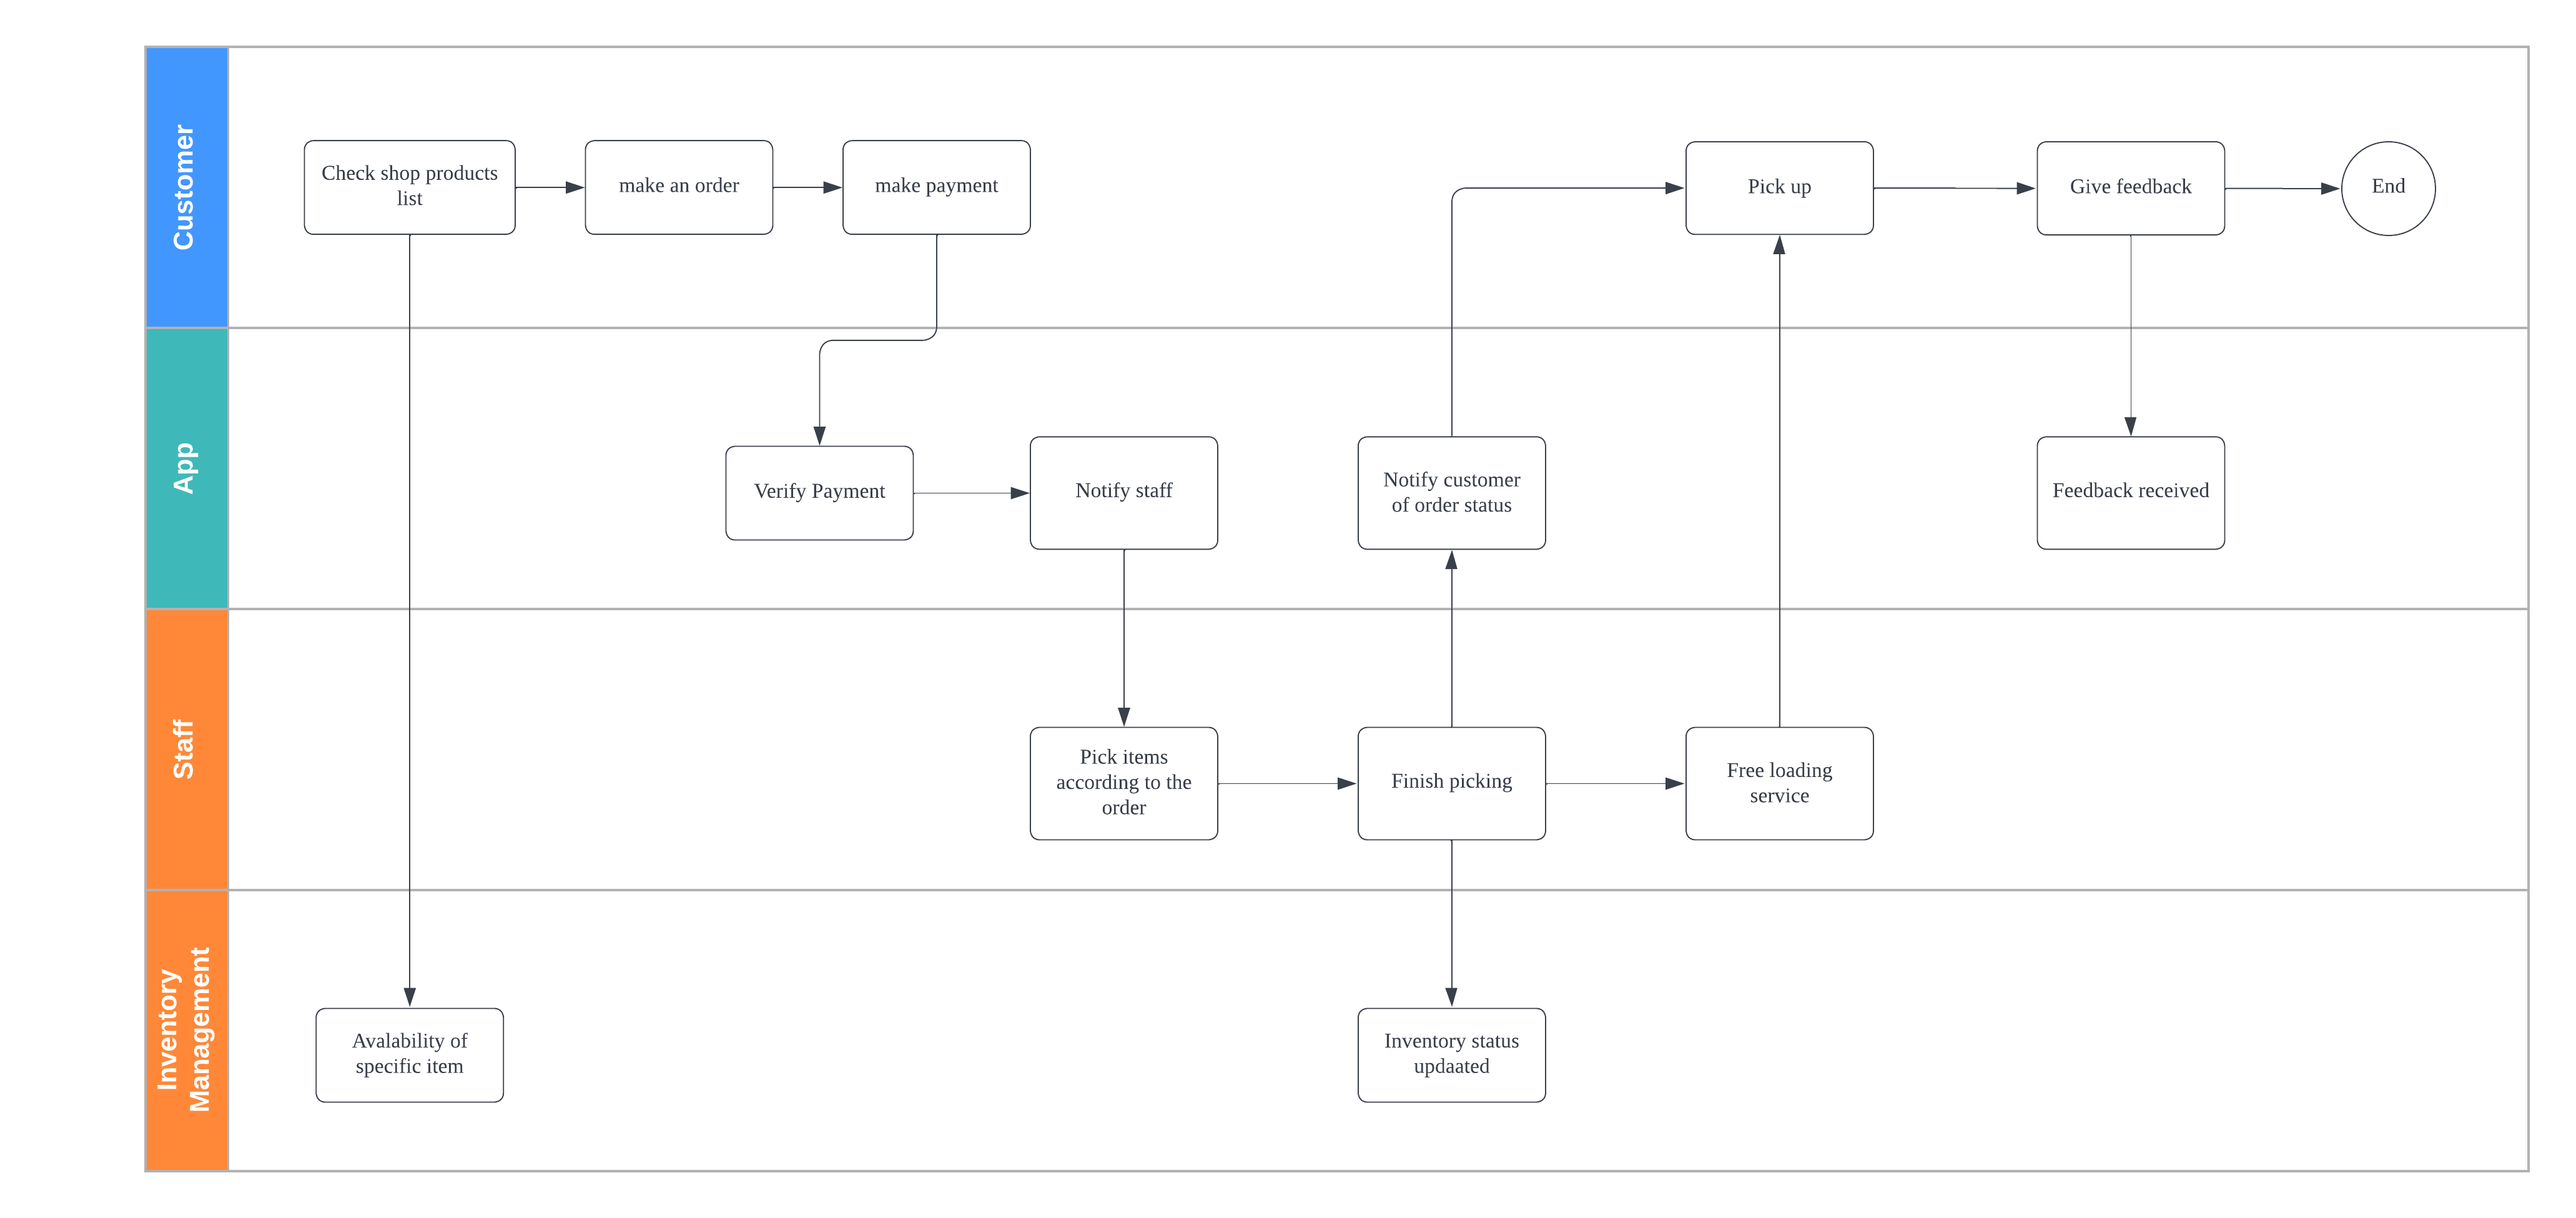 Customer
Check shop products
list
make an order
make payment
Pick up
Give feedback
End
App
Verify Payment
Notify staff
Notify customer
of order status
Feedback received
Staff
Pick items
according to the
order
Finish picking
Free loading
service
Inventory
Management
Avalability of
specific item
Inventory status
updaated